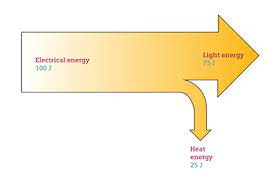 Electrical energy
100 J
Light energy
75 J
Heat
energy
25 J